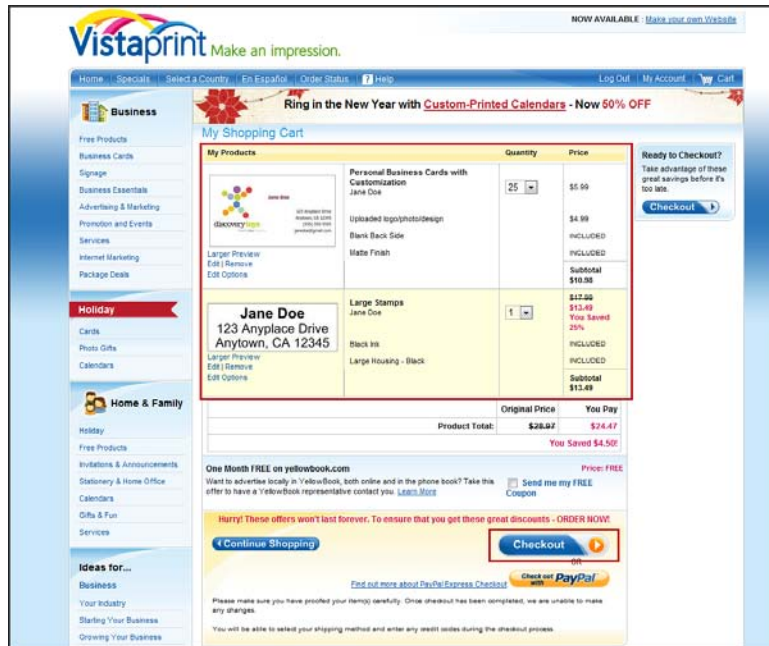 NOW AVAILABLE : Make your own Website
Vistaprint Make an impression.
Home Specials Select a Country En Español Order Status ? Help Log Out My Account Cart
Business
Free Products
Business Cards
Signage
Business Essentials
Advertising & Marketing
Promotion and Events
Services
Internet Marketing
Package Deals
Holiday
Cards
Photo Gifts
Calendars
Home & Family
Holiday
Free Products
Invitations & Announcements
Stationery & Home Office
Calendars
Gifts & Fun
Services
Ideas for...
Business
Your Industry
Starting Your Business
Growing Your Business
Ring in the New Year with Custom-Printed Calendars - Now 50% OFF
My Shopping Cart
My Products Quantity Price
Personal Business Cards with
Customization
Jane Doe
25
$5.99
Jane Doe
Uploaded logo/photo/design $4.99
Blank Back Side INCLUDED
Matte Finish INCLUDED
Larger Preview
Edit | Remove
Edit Options
Subtotal
$10.98
Jane Doe
123 Anyplace Drive
Anytown, CA 12345
Larger Preview
Edit | Remove
Edit Options
Large Stamps
Jane Doe
1
$17.99
$13.49
You Saved
25%
Black Ink INCLUDED
Large Housing - Black INCLUDED
Subtotal
$13.49
Original Price You Pay
Product Total: $28.97 $24.47
You Saved $4.50!
One Month FREE on yellowbook.com Price: FREE
Want to advertise locally in YellowBook, both online and in the phone book? Take this
offer to have a YellowBook representative contact you. Learn More
Send me my FREE
Coupon
Hurry! These offers won't last forever. To ensure that you get these great discounts - ORDER NOW!
Continue Shopping
Checkout
OR
Find out more about PayPal Express Checkout
Check out
with PayPal
Please make sure you have proofed your item(s) carefully. Once checkout has been completed, we are unable to make
any changes.
You will be able to select your shipping method and enter any credit codes during the checkout process.
Ready to Checkout?
Take advantage of these
great savings before it's
too late.
Checkout